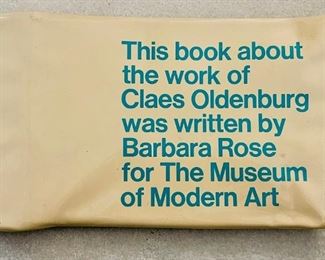 This book about
the work of
Claes Oldenburg
was written by
Barbara Rose
for The Museum
of Modern Art